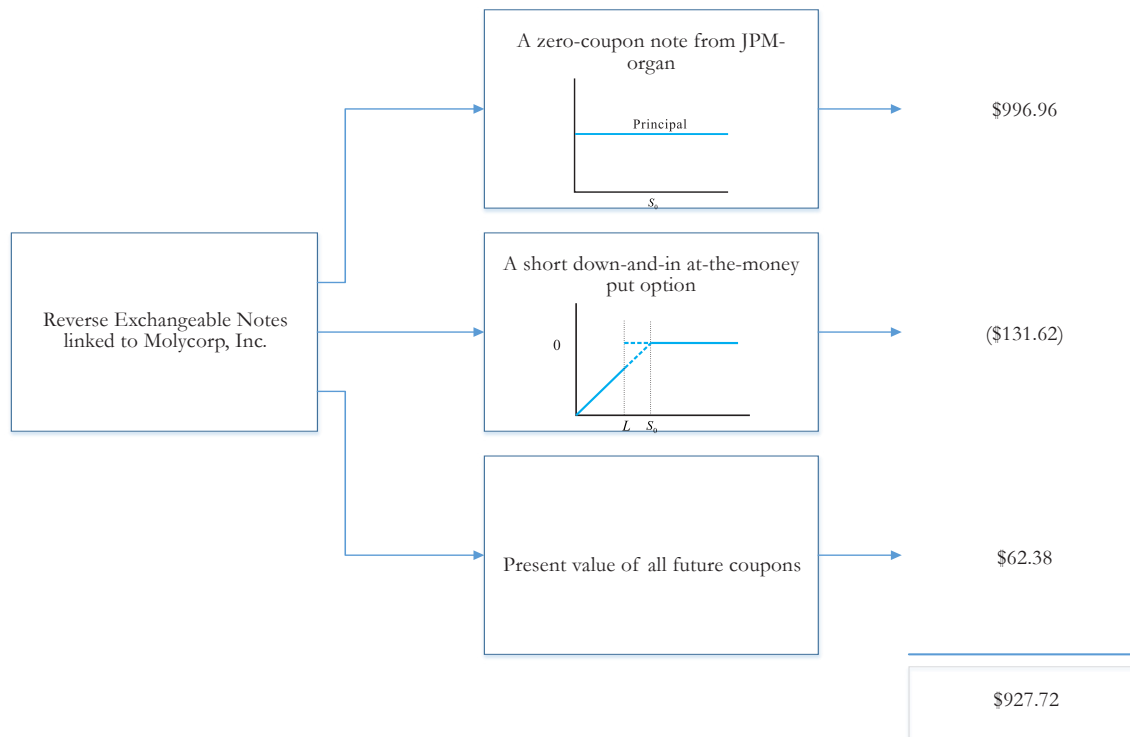 A zero-coupon note from JPM-
organ
Principal
S₀
$996.96
Reverse Exchangeable Notes
linked to Molycorp, Inc.
A short down-and-in at-the-money
put option
0
L S₀
($131.62)
Present value of all future coupons
$62.38
$927.72